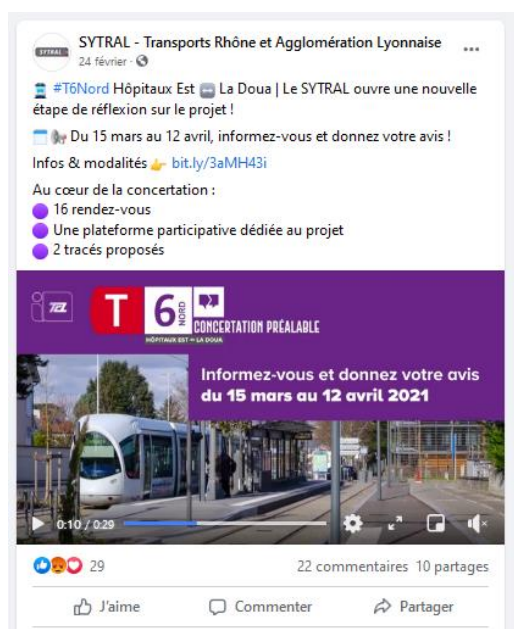 SYTRAL
SYTRAL - Transports Rhône et Agglomération Lyonnaise
24 février ·
#T6Nord Hôpitaux Est La Doua | Le SYTRAL ouvre une nouvelle
étape de réflexion sur le projet !
Du 15 mars au 12 avril, informez-vous et donnez votre avis !
Infos & modalités bit.ly/3aMH43i
Au cœur de la concertation :
16 rendez-vous
Une plateforme participative dédiée au projet
2 tracés proposés
T 6 NORD
CONCERTATION PRÉALABLE
HÔPITAUX EST LA DOUA
Informez-vous et donnez votre avis
du 15 mars au 12 avril 2021
0:10 / 0:29
29
22 commentaires 10 partages
J'aime Commenter Partager